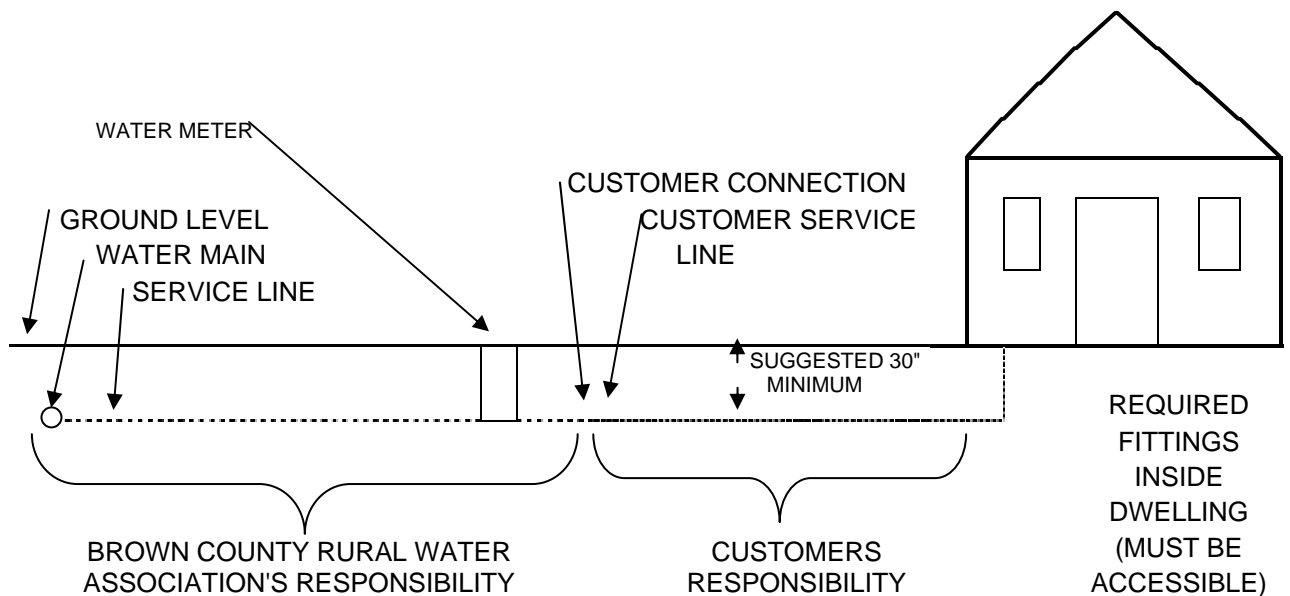 WATER METER
GROUND LEVEL
WATER MAIN
SERVICE LINE
CUSTOMER CONNECTION
CUSTOMER SERVICE
LINE
SUGGESTED 30"
MINIMUM
BROWN COUNTY RURAL WATER
ASSOCIATION'S RESPONSIBILITY
CUSTOMERS
RESPONSIBILITY
REQUIRED
FITTINGS
INSIDE
DWELLING
(MUST BE
ACCESSIBLE)